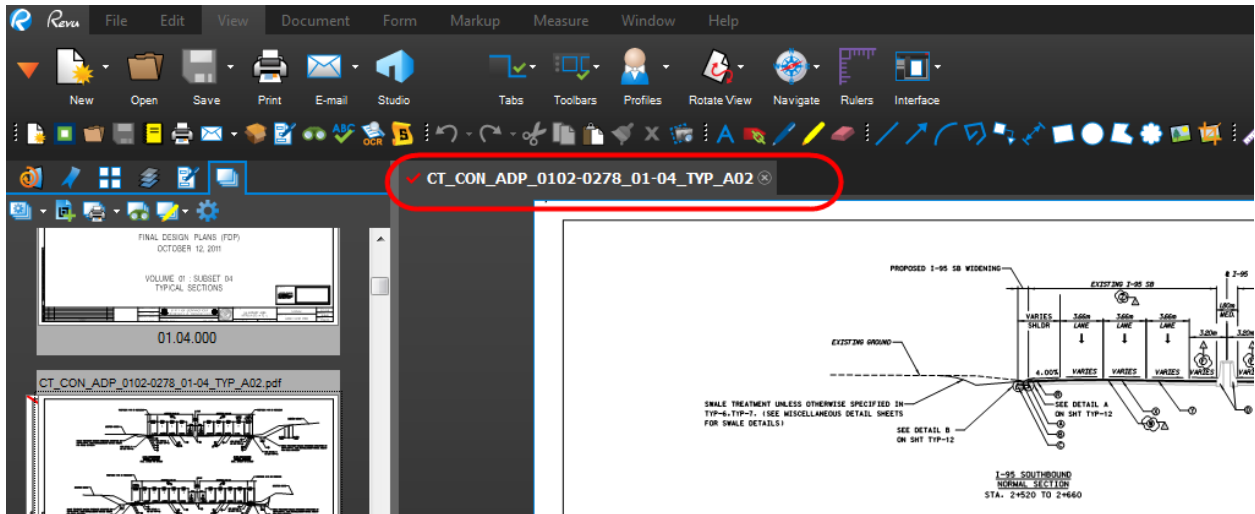 Revu File Edit View Document Form Markup Measure Window Help
New Open Save Print E-mail Studio Tabs Toolbars Profiles Rotate View Navigate Rulers Interface
ABC
OCR
S
CT_CON_ADP_0102-0278_01-04_TYP_A02
FINAL DESIGN PLANS (FDP)
OCTOBER 12, 2011
VOLUME 01 : SUBSET 04
TYPICAL SECTIONS
01.04.000
CT_CON_ADP_0102-0278_01-04_TYP_A02.pdf
PROPOSED I-95 SB WIDENING
I-95
EXISTING I-95 SB
VARIES 3.66m 3.66m 3.66m
MED.
SHLDR LANE LANE LANE
3.20m 3.20m
EXISTING GROUND
4.00% VARIES VARIES VARIES VARIES
SWALE TREATMENT UNLESS OTHERWISE SPECIFIED IN
TYP-6,TYP-7. (SEE MISCELLANEOUS DETAIL SHEETS
FOR SWALE DETAILS)
SEE DETAIL A
ON SHT TYP-12
SEE DETAIL B
ON SHT TYP-12
I-95 SOUTHBOUND
NORMAL SECTION
STA. 2+520 TO 2+660